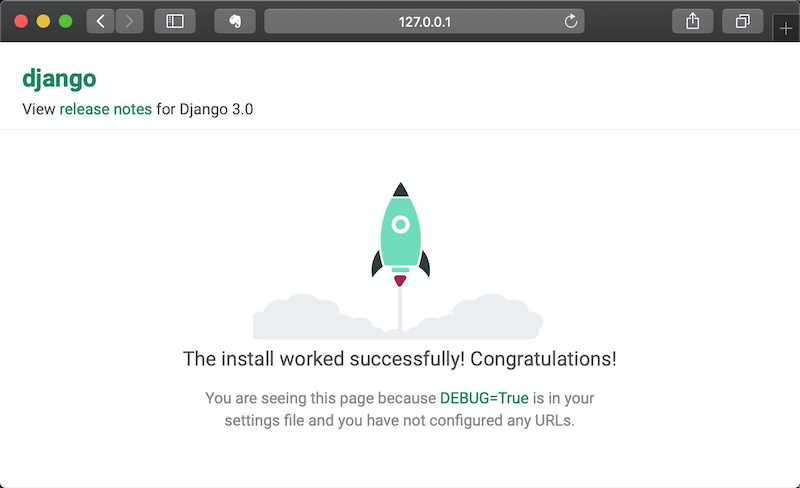 127.0.0.1
django
View release notes for Django 3.0
The install worked successfully! Congratulations!
You are seeing this page because DEBUG=True is in your
settings file and you have not configured any URLs.